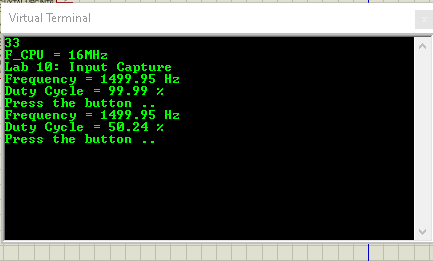 Virtual Terminal
33
F_CPU = 16MHz
Lab 10: Input Capture
Frequency = 1499.95 Hz
Duty Cycle = 99.99 %
Press the button ..
Frequency = 1499.95 Hz
Duty Cycle = 50.24 %
Press the button ..